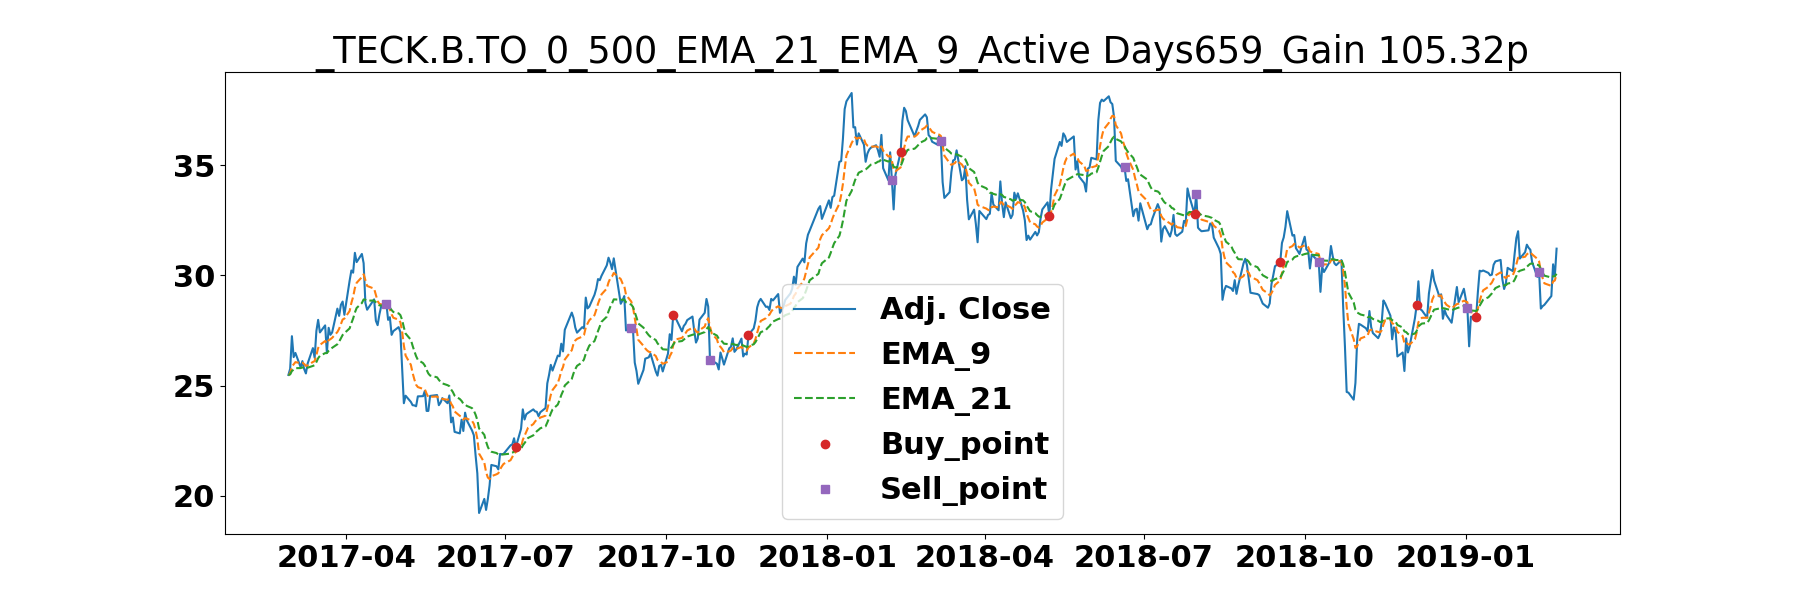 _TECK.B.TO_0_500_EMA_21_EMA_9_Active Days659_Gain 105.32p
35
30
25
20
Adj. Close
EMA_9
EMA_21
Buy_point
Sell_point
2017-04 2017-07 2017-10 2018-01 2018-04 2018-07 2018-10 2019-01